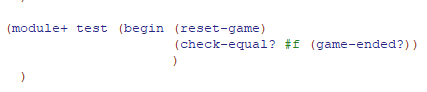 (module+ test (begin (reset-game)
(check-equal? #f (game-ended?))
)
)